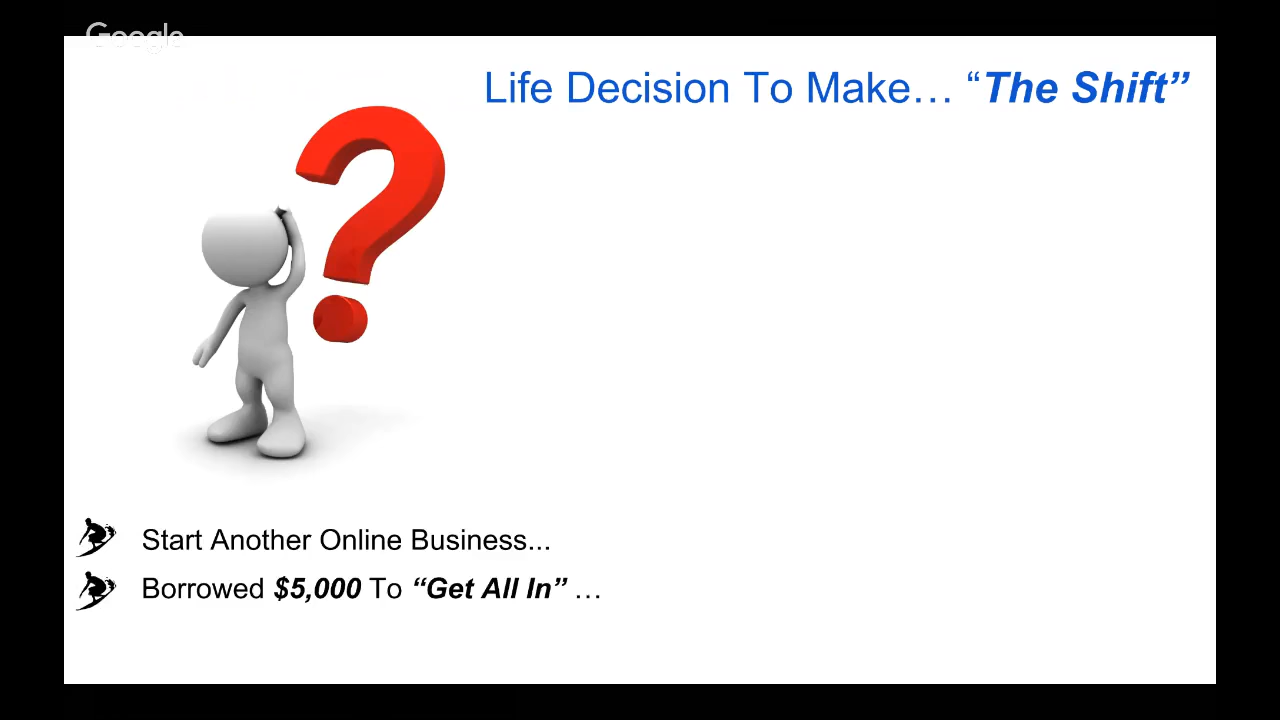 Google
Life Decision To Make… “The Shift”
Start Another Online Business...
Borrowed $5,000 To “Get All In” …